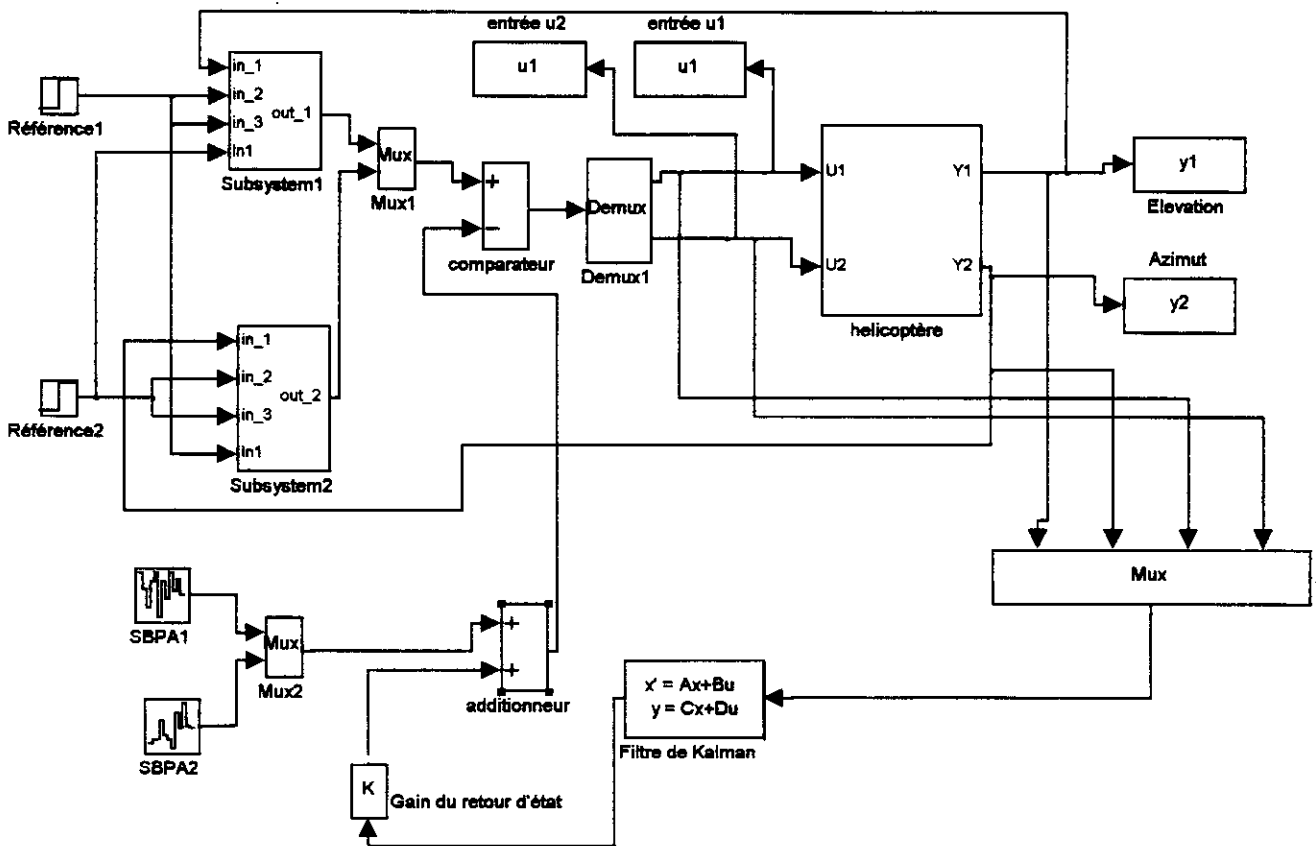 entrée u2
entrée u1
u1
u1
Référence1
in_1
in_2
in_3
In1
out_1
Subsystem1
Mux
Mux1
+
−
comparateur
Demux
Demux1
U1
U2
Y1
Y2
helicoptère
y1
Elevation
Azimut
y2
Référence2
in_1
in_2
in_3
In1
out_2
Subsystem2
Mux
SBPA1
SBPA2
Mux
Mux2
+
+
additionneur
x' = Ax+Bu
y = Cx+Du
Filtre de Kalman
K
Gain du retour d'état